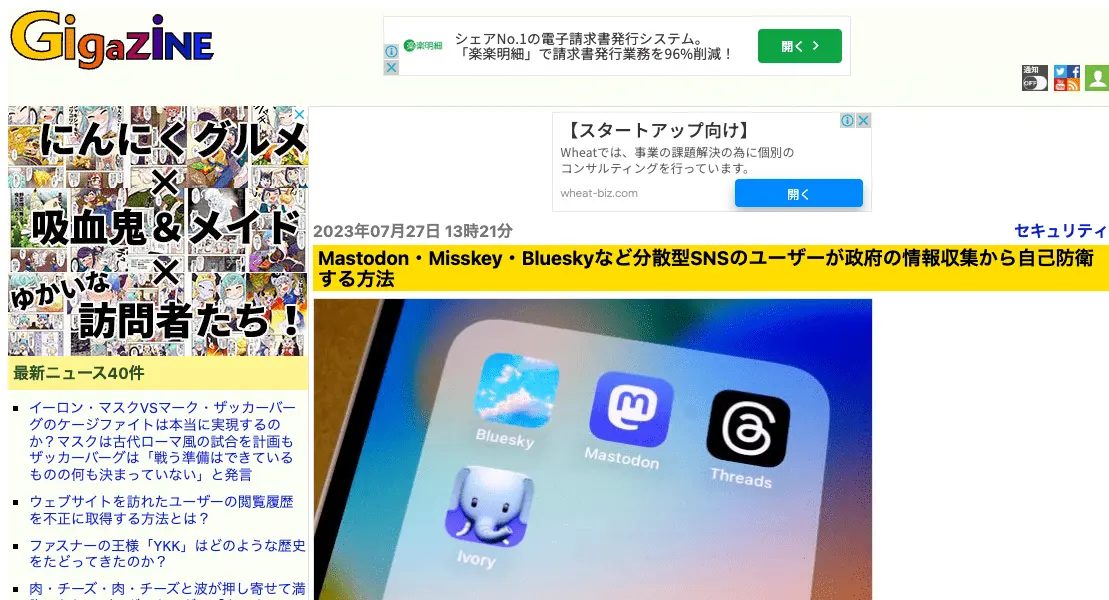 GigaZiNE
楽楽明細
シェアNo.1の電子請求書発行システム。
「楽楽明細」で請求書発行業務を96%削減！
開く
通知
OFF
にんにくグルメ
×
吸血鬼＆メイド
×
ゆかいな
訪問者たち！
【スタートアップ向け】
Wheatでは、事業の課題解決の為に個別の
コンサルティングを行っています。
wheat-biz.com
開く
2023年07月27日 13時21分
セキュリティ
Mastodon・Misskey・Blueskyなど分散型SNSのユーザーが政府の情報収集から自己防衛
する方法
Bluesky
Mastodon
Threads
Ivory
最新ニュース40件
イーロン・マスクVSマーク・ザッカーバー
グのケージファイトは本当に実現するの
か？マスクは古代ローマ風の試合を計画も
ザッカーバーグは「戦う準備はできている
ものの何も決まっていない」と発言
ウェブサイトを訪れたユーザーの閲覧履歴
を不正に取得する方法とは？
ファスナーの王様「YKK」はどのような歴史
をたどってきたのか？
肉・チーズ・肉・チーズと波が押し寄せて満